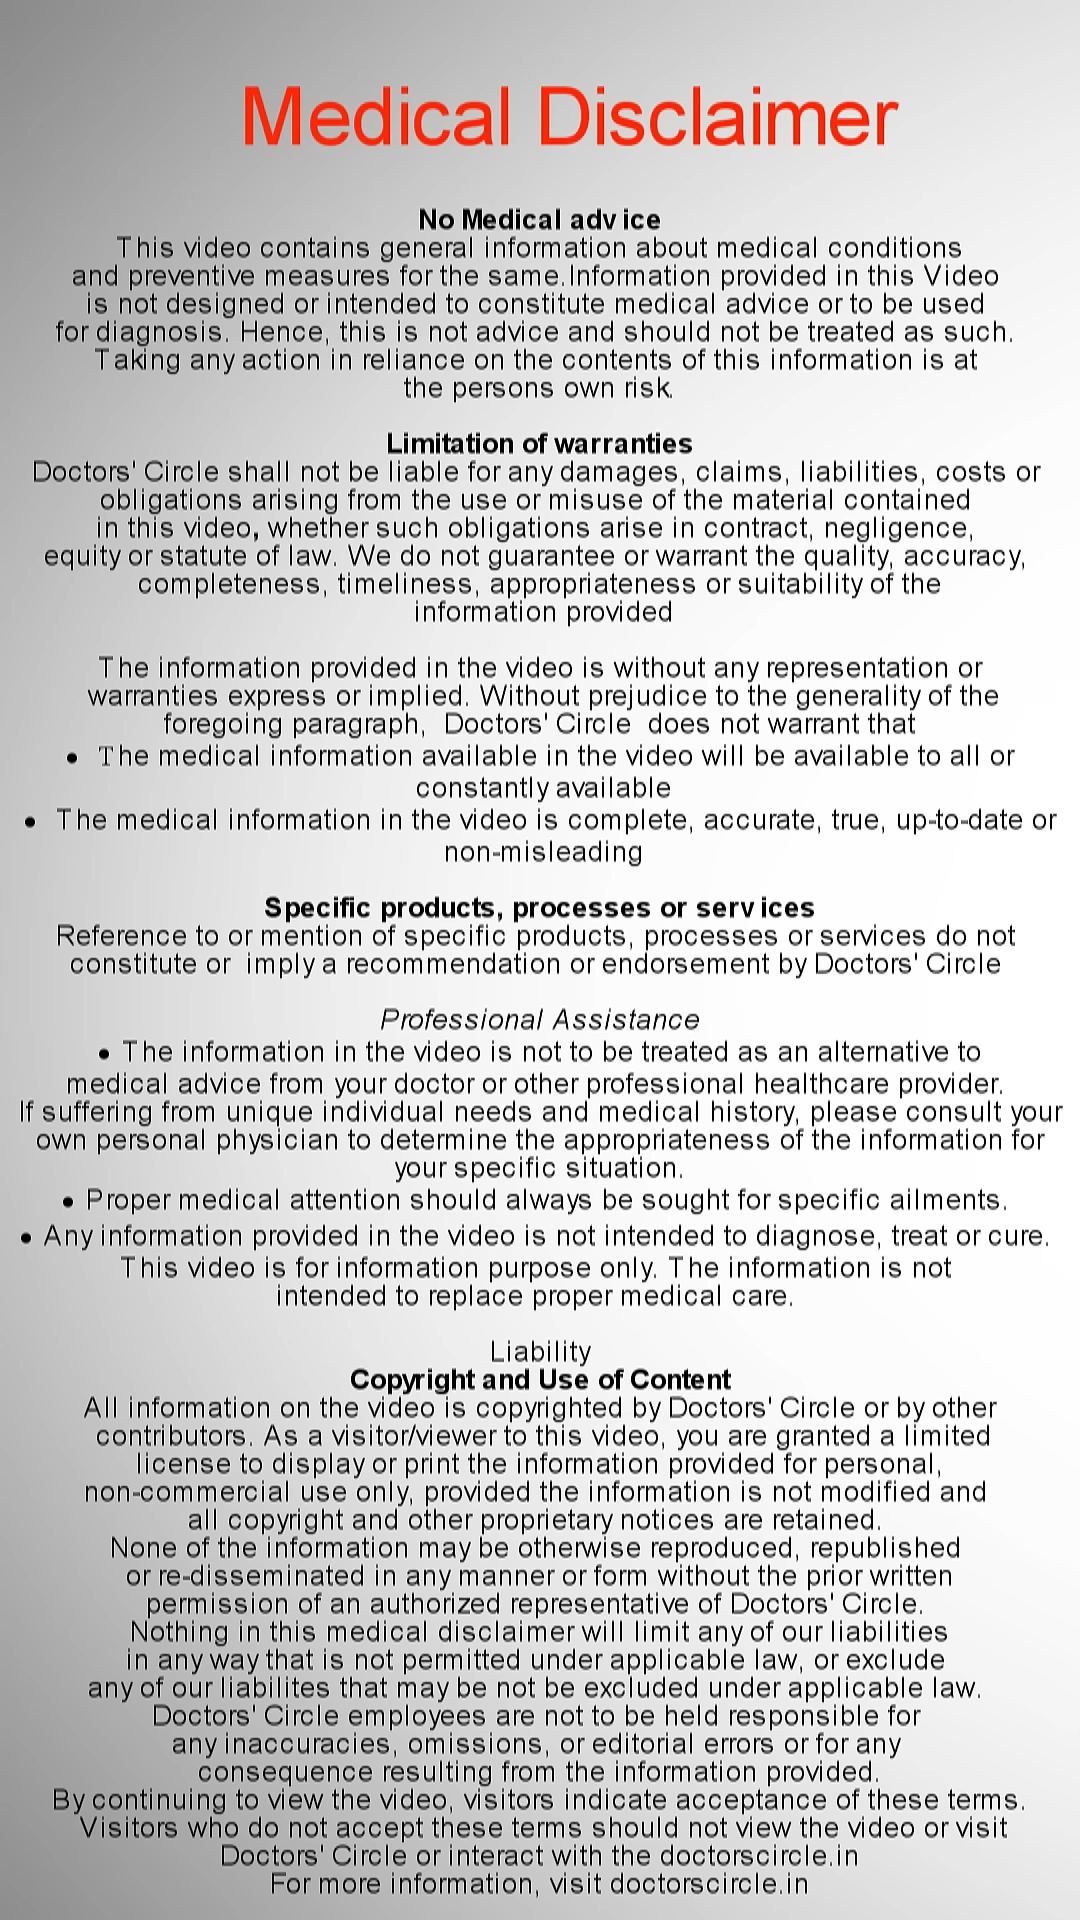 Medical Disclaimer
No Medical advice
This video contains general information about medical conditions
and preventive measures for the same.Information provided in this Video
is not designed or intended to constitute medical advice or to be used
for diagnosis. Hence, this is not advice and should not be treated as such.
Taking any action in reliance on the contents of this information is at
the persons own risk.
Limitation of warranties
Doctors' Circle shall not be liable for any damages, claims, liabilities, costs or
obligations arising from the use or misuse of the material contained
in this video, whether such obligations arise in contract, negligence,
equity or statute of law. We do not guarantee or warrant the quality, accuracy,
completeness, timeliness, appropriateness or suitability of the
information provided
The information provided in the video is without any representation or
warranties express or implied. Without prejudice to the generality of the
foregoing paragraph, Doctors' Circle does not warrant that
• The medical information available in the video will be available to all or
constantly available
• The medical information in the video is complete, accurate, true, up-to-date or
non-misleading
Specific products, processes or services
Reference to or mention of specific products, processes or services do not
constitute or imply a recommendation or endorsement by Doctors' Circle
Professional Assistance
• The information in the video is not to be treated as an alternative to
medical advice from your doctor or other professional healthcare provider.
If suffering from unique individual needs and medical history, please consult your
own personal physician to determine the appropriateness of the information for
your specific situation.
• Proper medical attention should always be sought for specific ailments.
• Any information provided in the video is not intended to diagnose, treat or cure.
This video is for information purpose only. The information is not
intended to replace proper medical care.
Liability
Copyright and Use of Content
All information on the video is copyrighted by Doctors' Circle or by other
contributors. As a visitor/viewer to this video, you are granted a limited
license to display or print the information provided for personal,
non-commercial use only, provided the information is not modified and
all copyright and other proprietary notices are retained.
None of the information may be otherwise reproduced, republished
or re-disseminated in any manner or form without the prior written
permission of an authorized representative of Doctors' Circle.
Nothing in this medical disclaimer will limit any of our liabilities
in any way that is not permitted under applicable law, or exclude
any of our liabilites that may be not be excluded under applicable law.
Doctors' Circle employees are not to be held responsible for
any inaccuracies, omissions, or editorial errors or for any
consequence resulting from the information provided.
By continuing to view the video, visitors indicate acceptance of these terms.
Visitors who do not accept these terms should not view the video or visit
Doctors' Circle or interact with the doctorscircle.in
For more information, visit doctorscircle.in